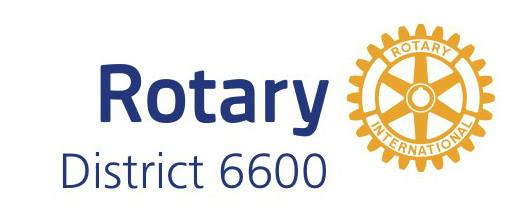 Rotary
District 6600
ROTARY
INTERNATIONAL